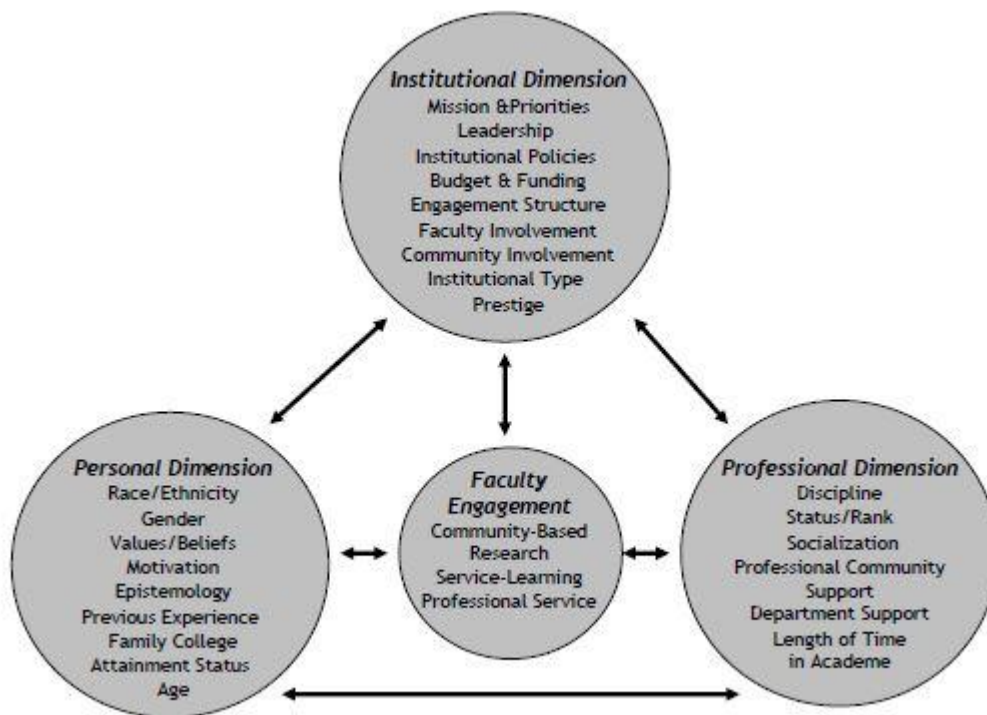 Institutional Dimension
Mission &Priorities
Leadership
Institutional Policies
Budget & Funding
Engagement Structure
Faculty Involvement
Community Involvement
Institutional Type
Prestige
Personal Dimension
Race/Ethnicity
Gender
Values/Beliefs
Motivation
Epistemology
Previous Experience
Family College
Attainment Status
Age
Faculty
Engagement
Community-Based
Research
Service-Learning
Professional Service
Professional Dimension
Discipline
Status/Rank
Socialization
Professional Community
Support
Department Support
Length of Time
in Academe